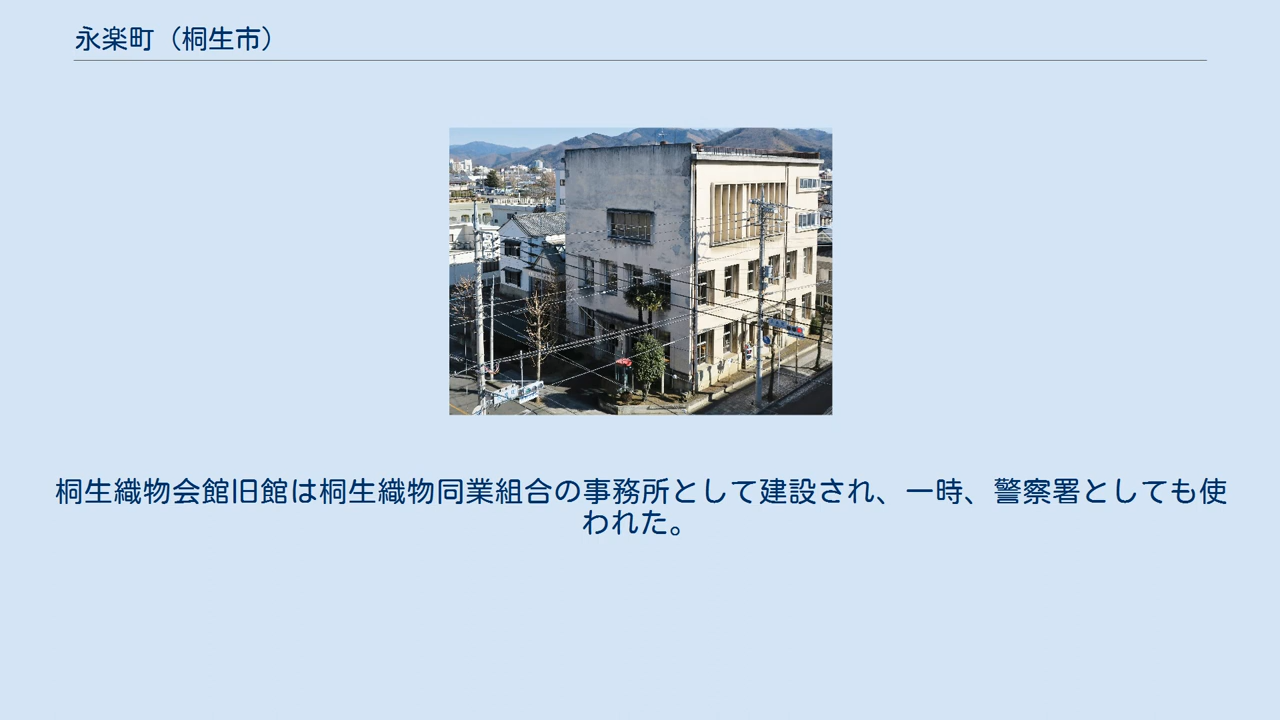 永楽町（桐生市）
桐生織物会館旧館は桐生織物同業組合の事務所として建設され、一時、警察署としても使
われた。